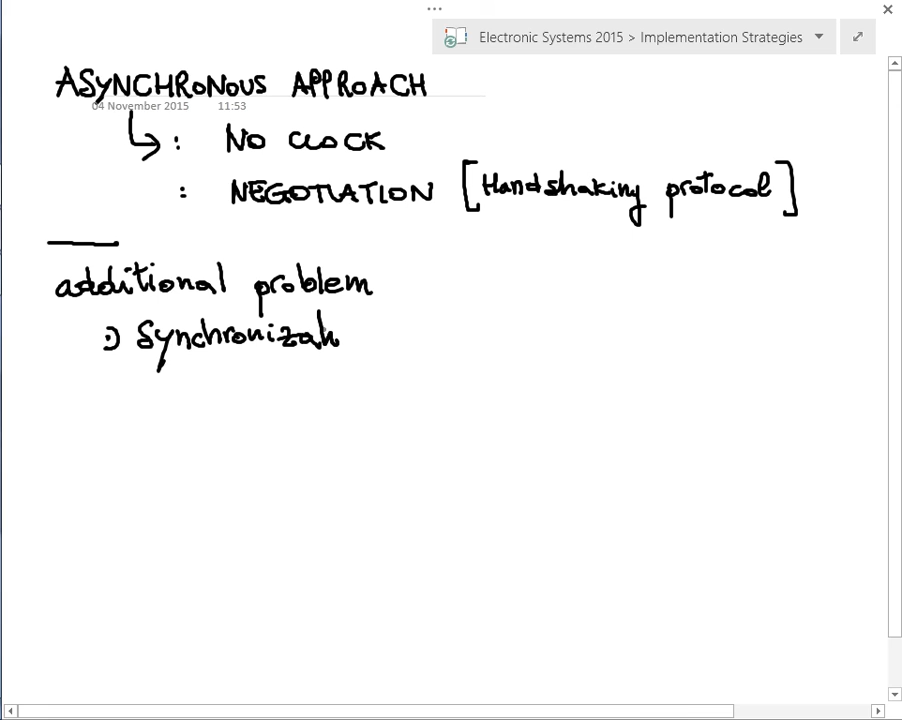 Electronic Systems 2015 > Implementation Strategies
ASYNCHRONOUS APPROACH
04 November 2015 11:53
: NO CLOCK
: NEGOTIATION [Handshaking protocol]
additional problem
:) Synchronizati